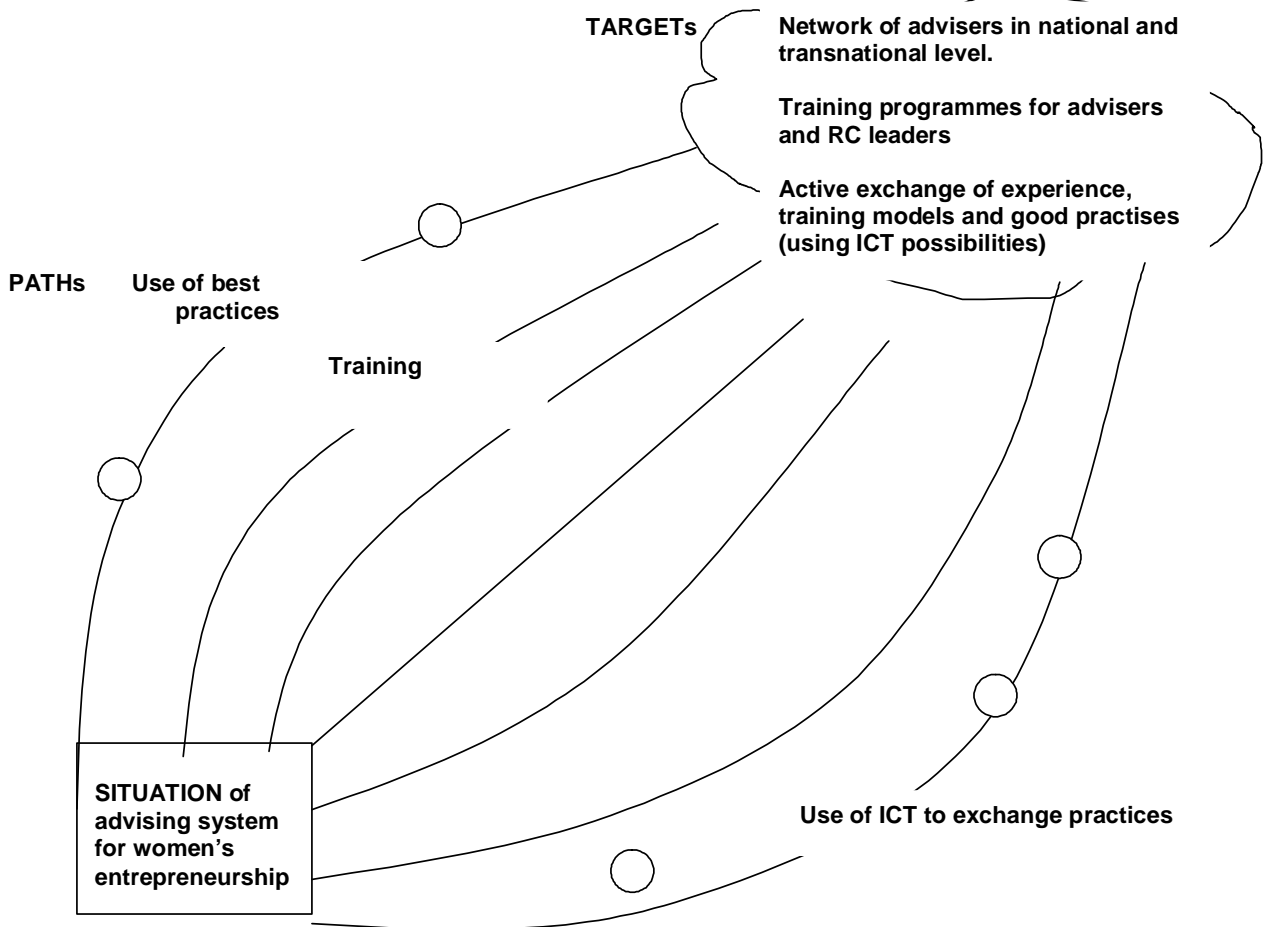 TARGETs
Network of advisers in national and
transnational level.
Training programmes for advisers
and RC leaders
Active exchange of experience,
training models and good practises
(using ICT possibilities)
PATHs
Use of best
practices
Training
SITUATION of
advising system
for women's
entrepreneurship
Use of ICT to exchange practices